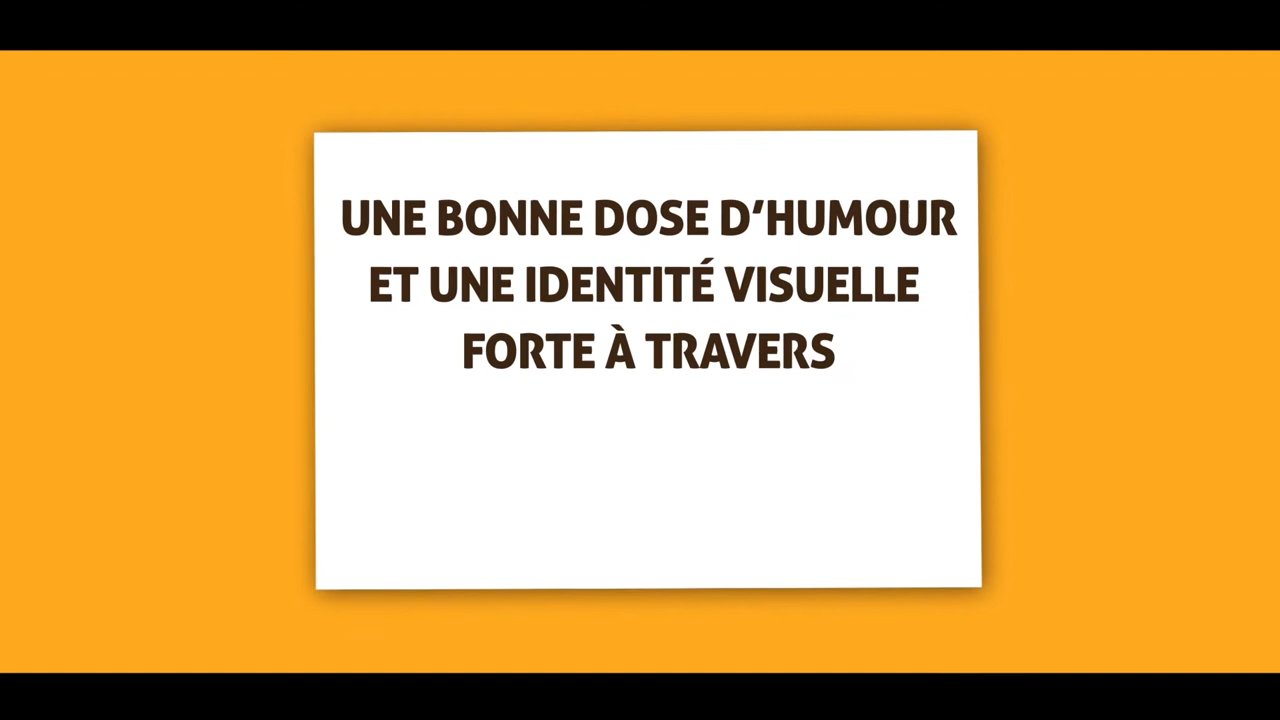 UNE BONNE DOSE D’HUMOUR
ET UNE IDENTITÉ VISUELLE
FORTE À TRAVERS